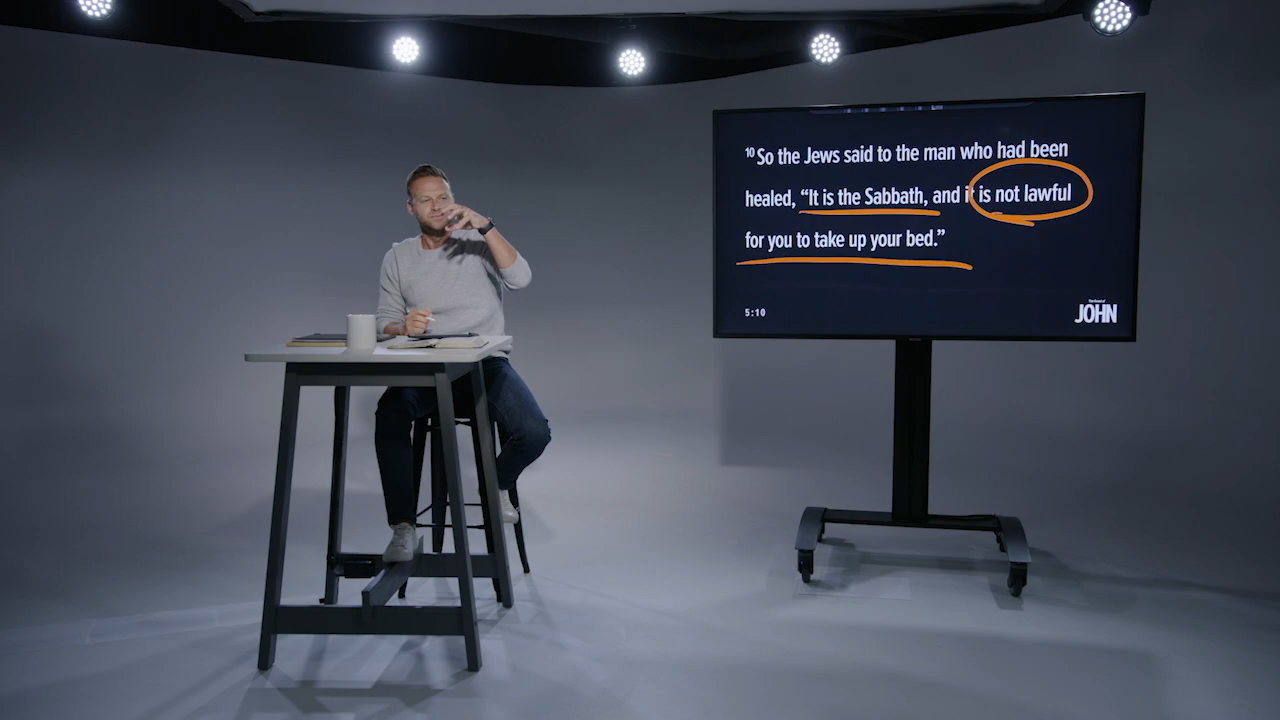 10 So the Jews said to the man who had been
healed, “It is the Sabbath, and it is not lawful
for you to take up your bed.”
5:10
JOHN